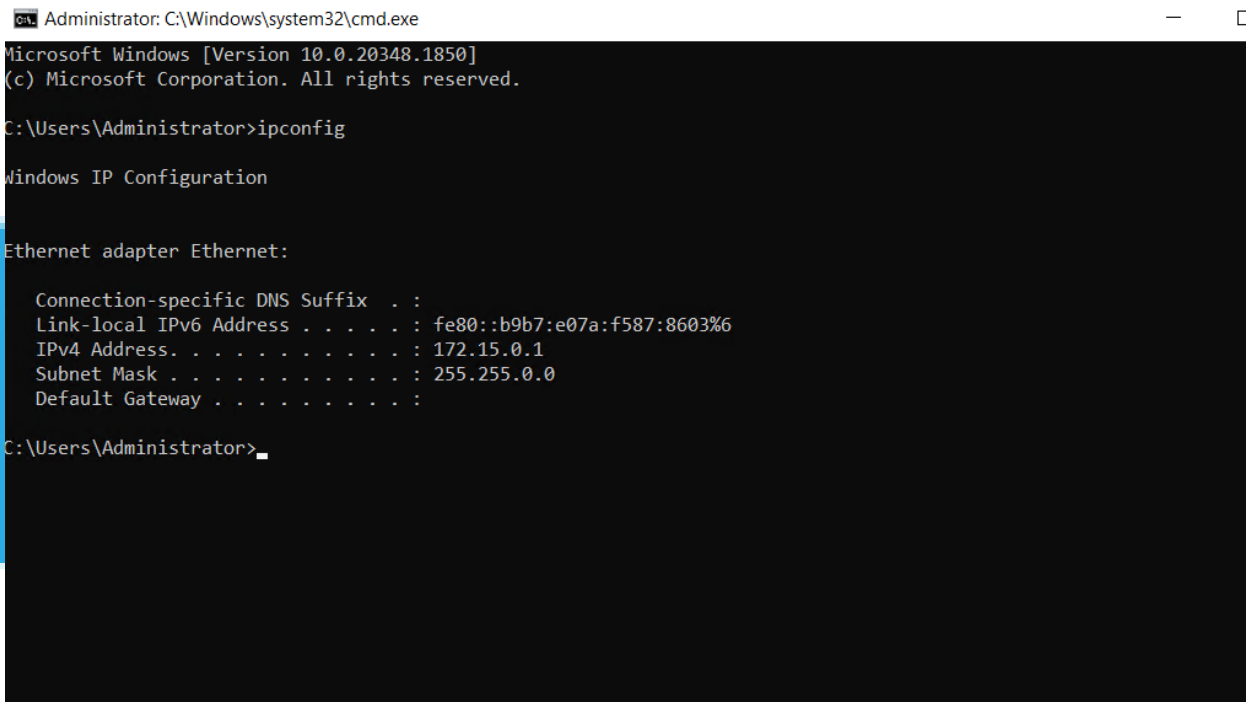 Administrator: C:\Windows\system32\cmd.exe
Microsoft Windows [Version 10.0.20348.1850]
(c) Microsoft Corporation. All rights reserved.
C:\Users\Administrator>ipconfig
Windows IP Configuration
Ethernet adapter Ethernet:
Connection-specific DNS Suffix . :
Link-local IPv6 Address . . . . . : fe80::b9b7:e07a:f587:8603%6
IPv4 Address. . . . . . . . . . . : 172.15.0.1
Subnet Mask . . . . . . . . . . . : 255.255.0.0
Default Gateway . . . . . . . . . :
C:\Users\Administrator>